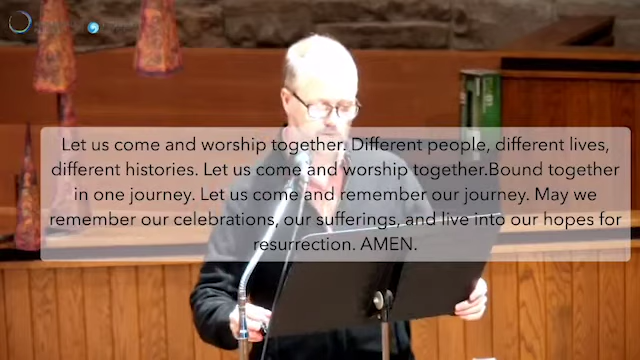 Let us come and worship together. Different people, different lives,
different histories. Let us come and worship together.Bound together
in one journey. Let us come and remember our journey. May we
remember our celebrations, our sufferings, and live into our hopes for
resurrection. AMEN.